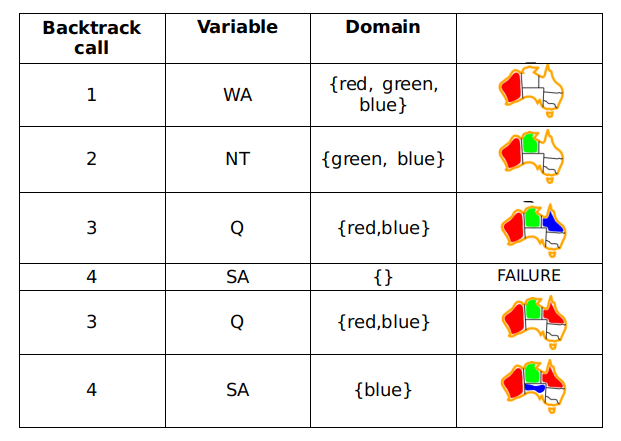 Backtrack call Variable Domain
1 WA {red, green, blue}
2 NT {green, blue}
3 Q {red,blue}
4 SA {} FAILURE
3 Q {red,blue}
4 SA {blue}